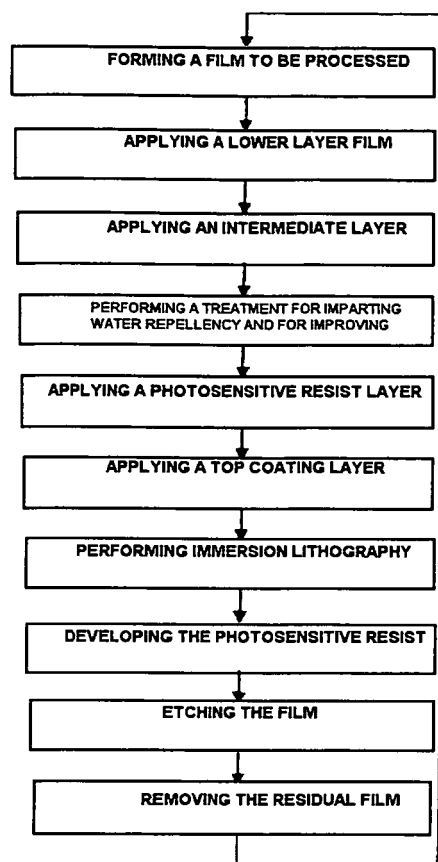 FORMING A FILM TO BE PROCESSED
APPLYING A LOWER LAYER FILM
APPLYING AN INTERMEDIATE LAYER
PERFORMING A TREATMENT FOR IMPARTING
WATER REPELLENCY AND FOR IMPROVING
APPLYING A PHOTOSENSITIVE RESIST LAYER
APPLYING A TOP COATING LAYER
PERFORMING IMMERSION LITHOGRAPHY
DEVELOPING THE PHOTOSENSITIVE RESIST
ETCHING THE FILM
REMOVING THE RESIDUAL FILM